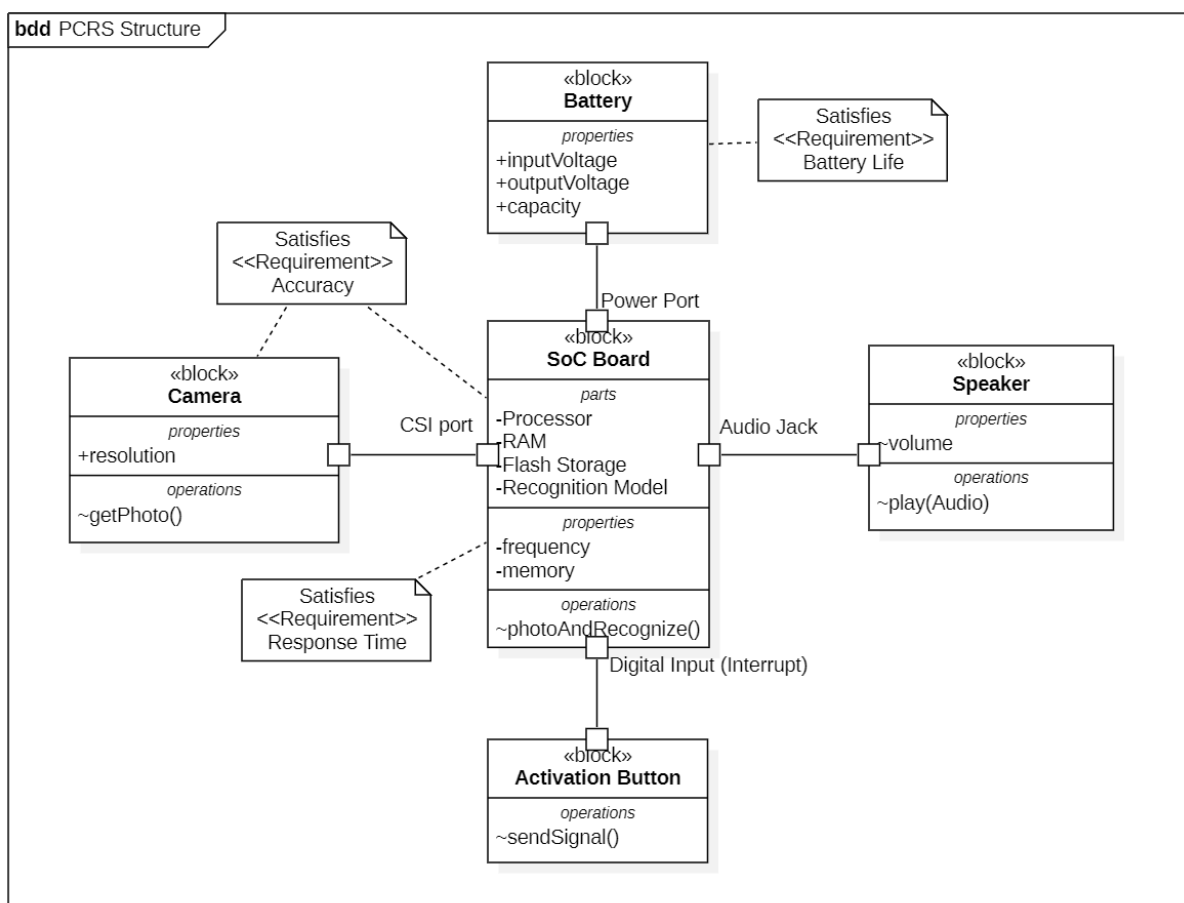 bdd PCRS Structure
«block»
Battery
properties
+inputVoltage
+outputVoltage
+capacity
Satisfies
<<Requirement>>
Battery Life
Satisfies
<<Requirement>>
Accuracy
Power Port
«block»
SoC Board
parts
-Processor
-RAM
-Flash Storage
-Recognition Model
properties
-frequency
-memory
operations
~photoAndRecognize()
«block»
Camera
properties
+resolution
operations
~getPhoto()
CSI port
Audio Jack
«block»
Speaker
properties
~volume
operations
~play(Audio)
Satisfies
<<Requirement>>
Response Time
Digital Input (Interrupt)
«block»
Activation Button
operations
~sendSignal()